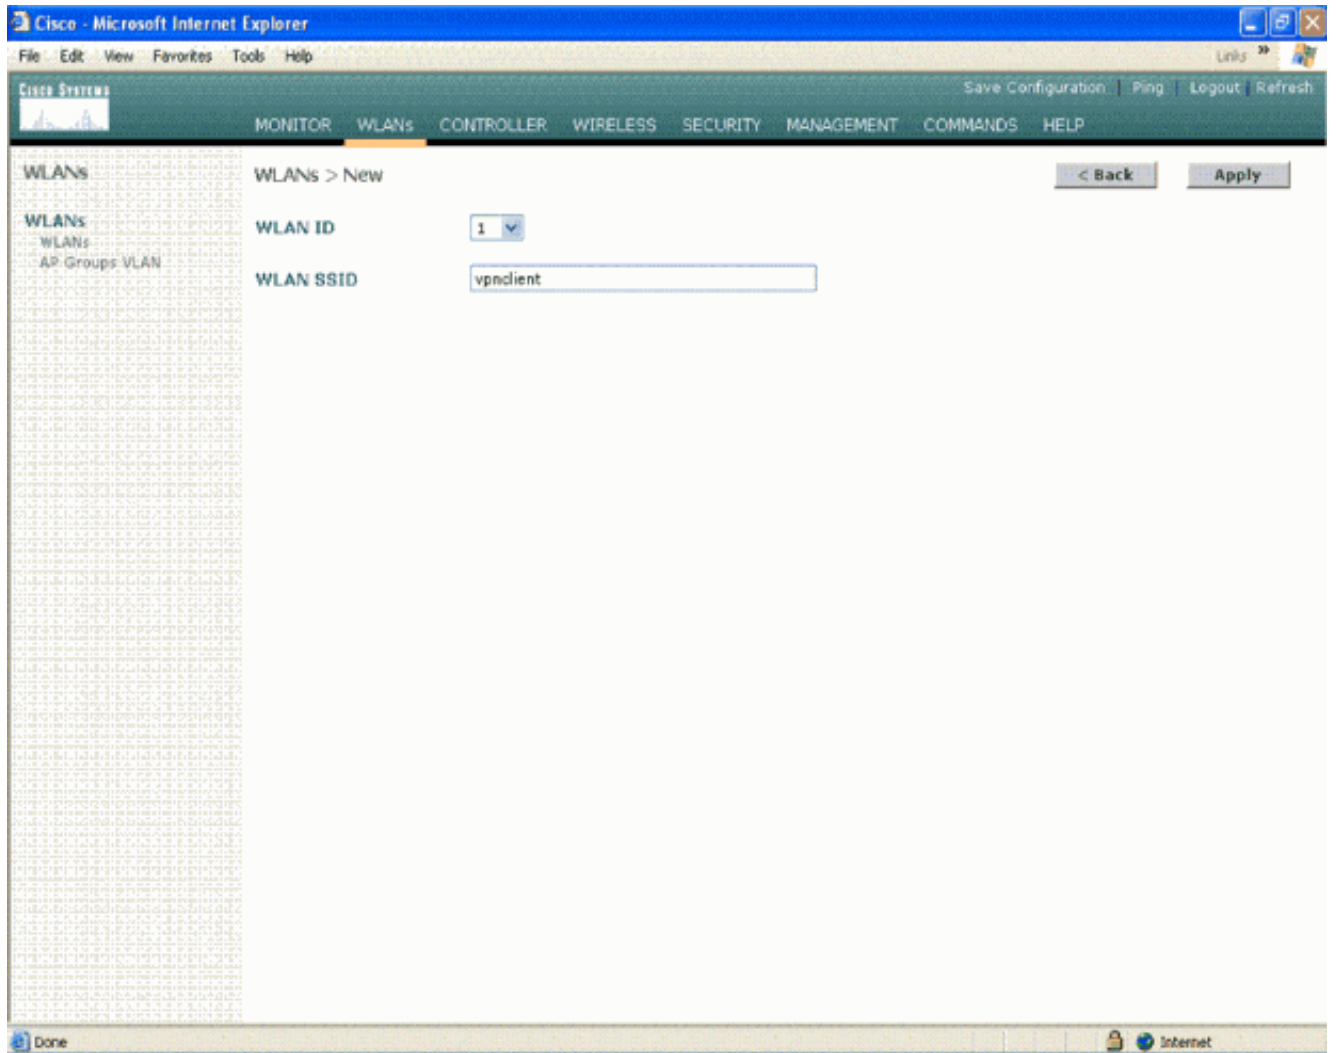 Cisco - Microsoft Internet Explorer
File Edit View Favorites Tools Help Links »
CISCO SYSTEMS
Save Configuration | Ping | Logout | Refresh
MONITOR WLANs CONTROLLER WIRELESS SECURITY MANAGEMENT COMMANDS HELP
WLANs
WLANs > New
< Back Apply
WLANs
WLANs
AP Groups VLAN
WLAN ID 1
WLAN SSID vpnclient
Done Internet